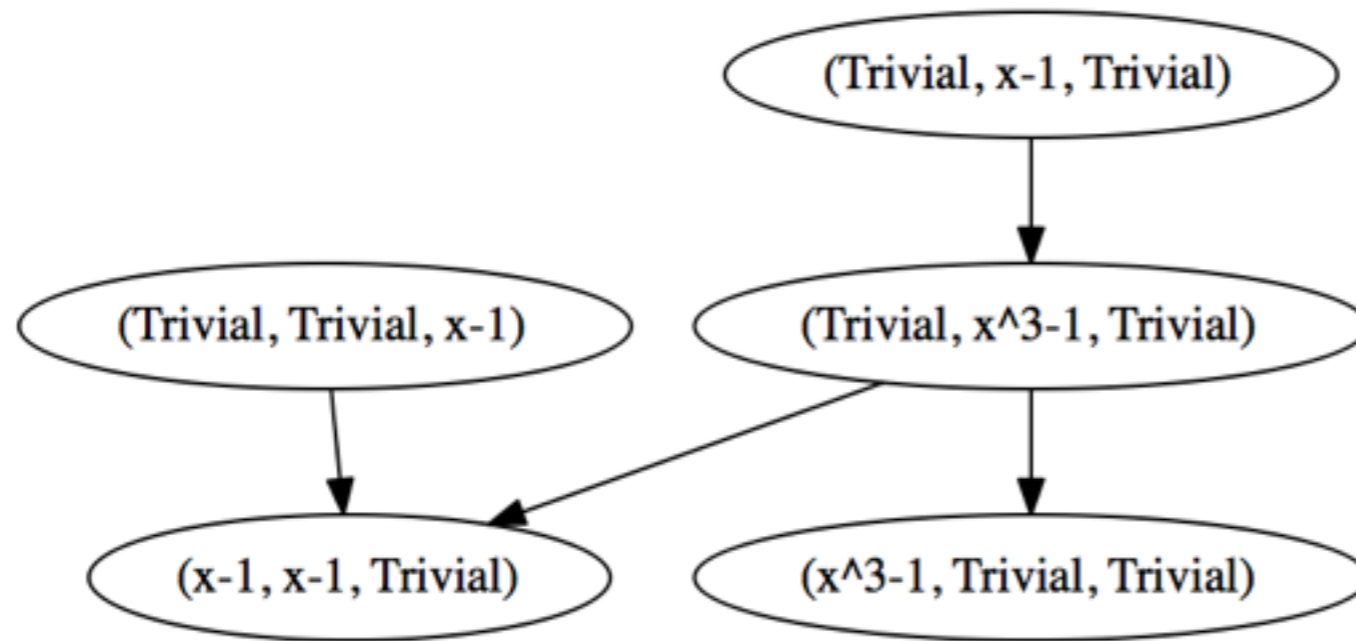 (Trivial, x-1, Trivial)
(Trivial, Trivial, x-1)
(Trivial, x^3-1, Trivial)
(x-1, x-1, Trivial)
(x^3-1, Trivial, Trivial)